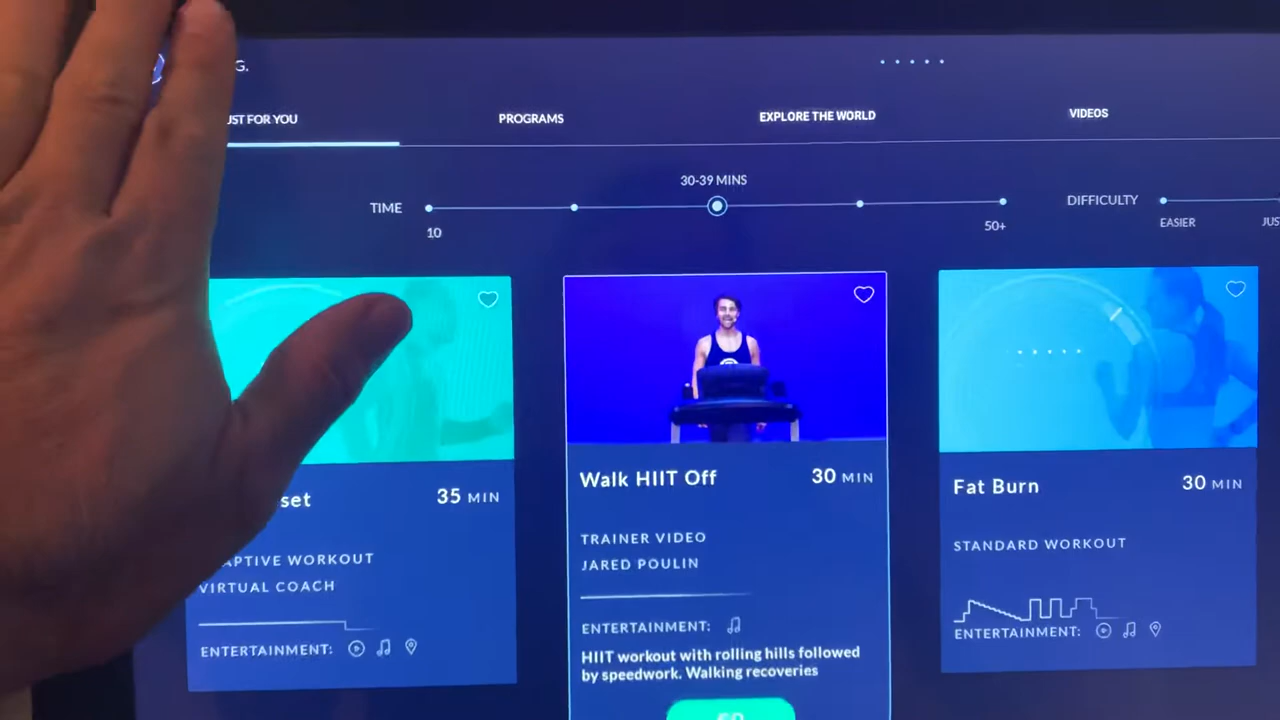 G.
UST FOR YOU
PROGRAMS
EXPLORE THE WORLD
VIDEOS
30-39 MINS
TIME
10
50+
DIFFICULTY
EASIER
JUS
set
35 MIN
APTIVE WORKOUT
VIRTUAL COACH
ENTERTAINMENT:
Walk HIIT Off
30 MIN
TRAINER VIDEO
JARED POULIN
ENTERTAINMENT:
HIIT workout with rolling hills followed
by speedwork. Walking recoveries
GO
Fat Burn
30 MIN
STANDARD WORKOUT
ENTERTAINMENT: